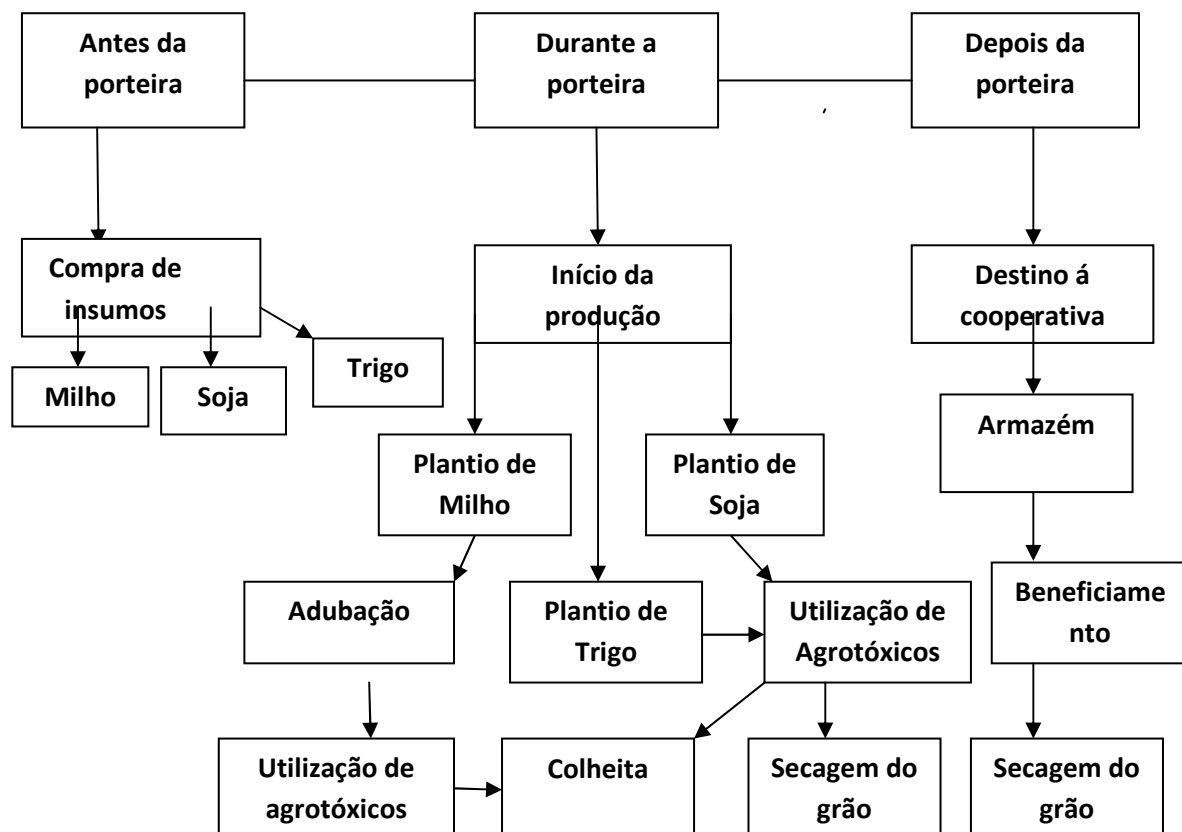 Antes da
porteira
Durante a
porteira
Depois da
porteira
,
Compra de
insumos
Início da
produção
Destino á
cooperativa
Milho
Soja
Trigo
Armazém
Plantio de
Milho
Plantio de
Soja
Adubação
Plantio de
Trigo
Utilização de
Agrotóxicos
Beneficiame
nto
Utilização de
agrotóxicos
Colheita
Secagem do
grão
Secagem do
grão